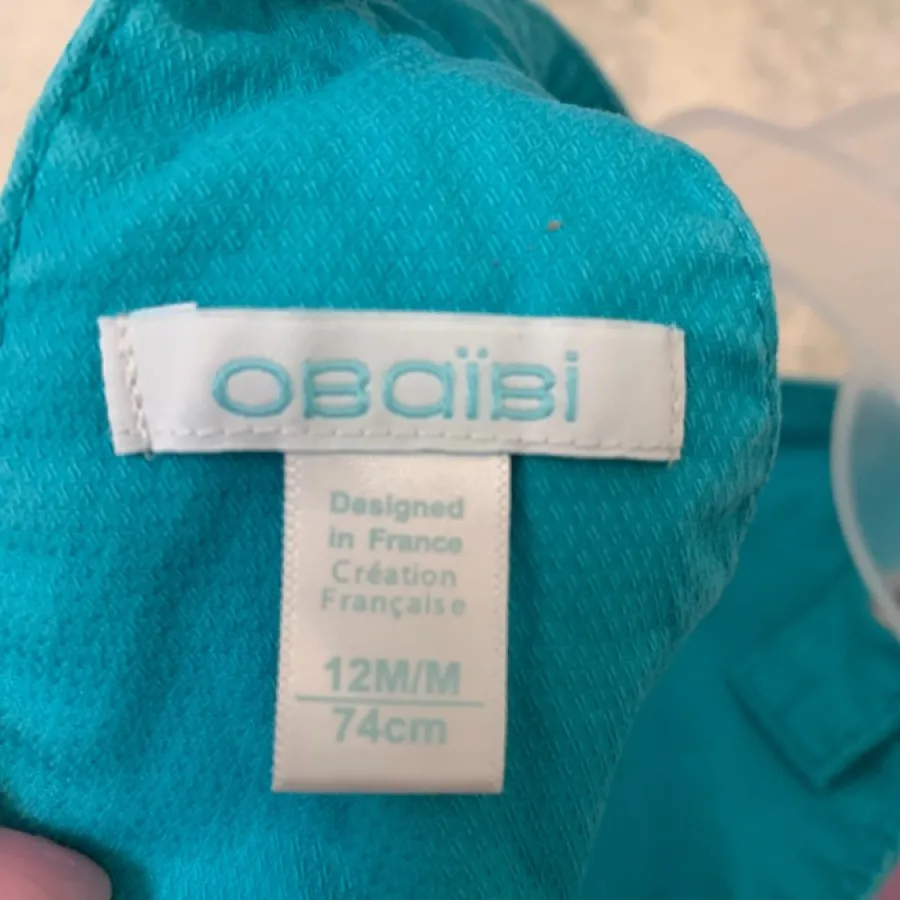 OBaïBi
Designed
in France
Création
Française
12M/M
74cm